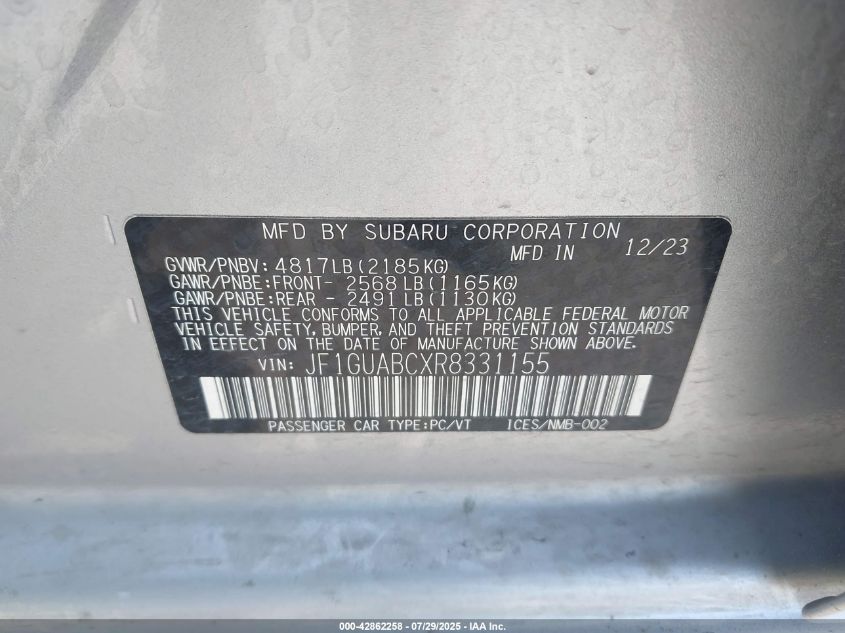 MFD BY SUBARU CORPORATION
MFD IN 12/23
GVWR/PNBV: 4817LB(2185KG)
GAWR/PNBE:FRONT- 2568LB(1165KG)
GAWR/PNBE:REAR - 2491LB(1130KG)
THIS VEHICLE CONFORMS TO ALL APPLICABLE FEDERAL MOTOR
VEHICLE SAFETY, BUMPER, AND THEFT PREVENTION STANDARDS
IN EFFECT ON THE DATE OF MANUFACTURE SHOWN ABOVE.
VIN: JF1GUABCXR8331155
PASSENGER CAR TYPE:PC/VT ICES/NMB-002
000-42862258 - 07/29/2025 - IAA Inc.